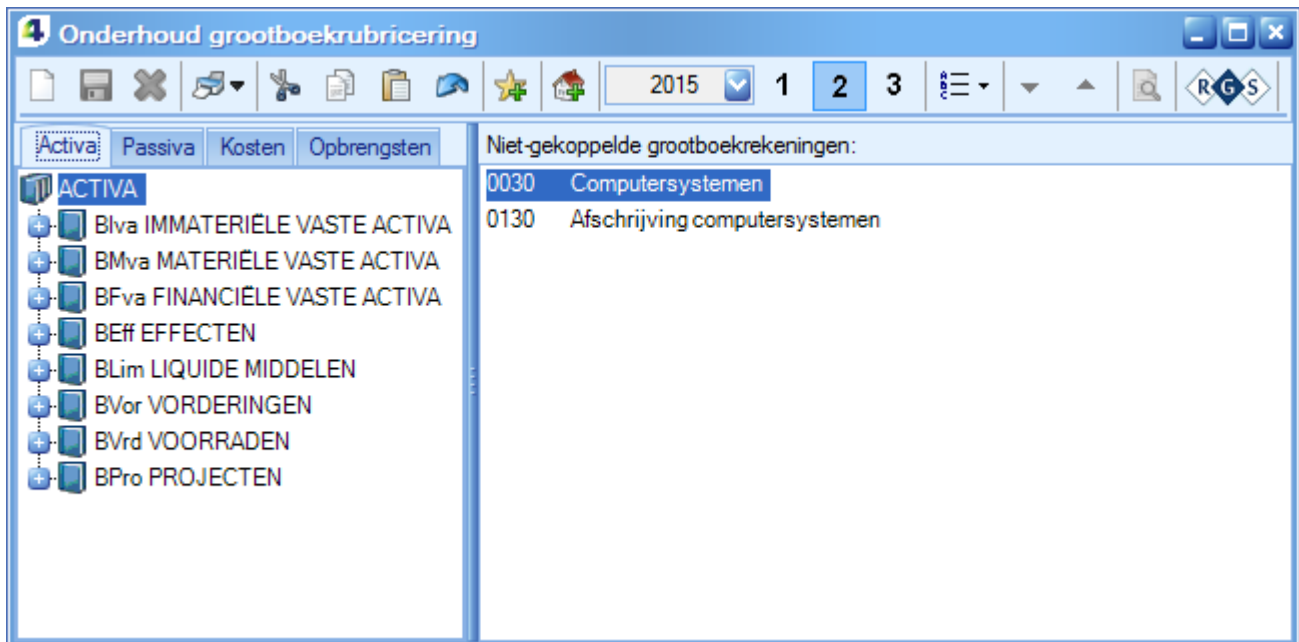 4 Onderhoud grootboekrubricering
2015 1 2 3 ABC RGS
Activa Passiva Kosten Opbrengsten
ACTIVA
BIva IMMATERIËLE VASTE ACTIVA
BMva MATERIËLE VASTE ACTIVA
BFva FINANCIËLE VASTE ACTIVA
BEff EFFECTEN
BLim LIQUIDE MIDDELEN
BVor VORDERINGEN
BVrd VOORRADEN
BPro PROJECTEN
Niet-gekoppelde grootboekrekeningen:
0030 Computersystemen
0130 Afschrijving computersystemen